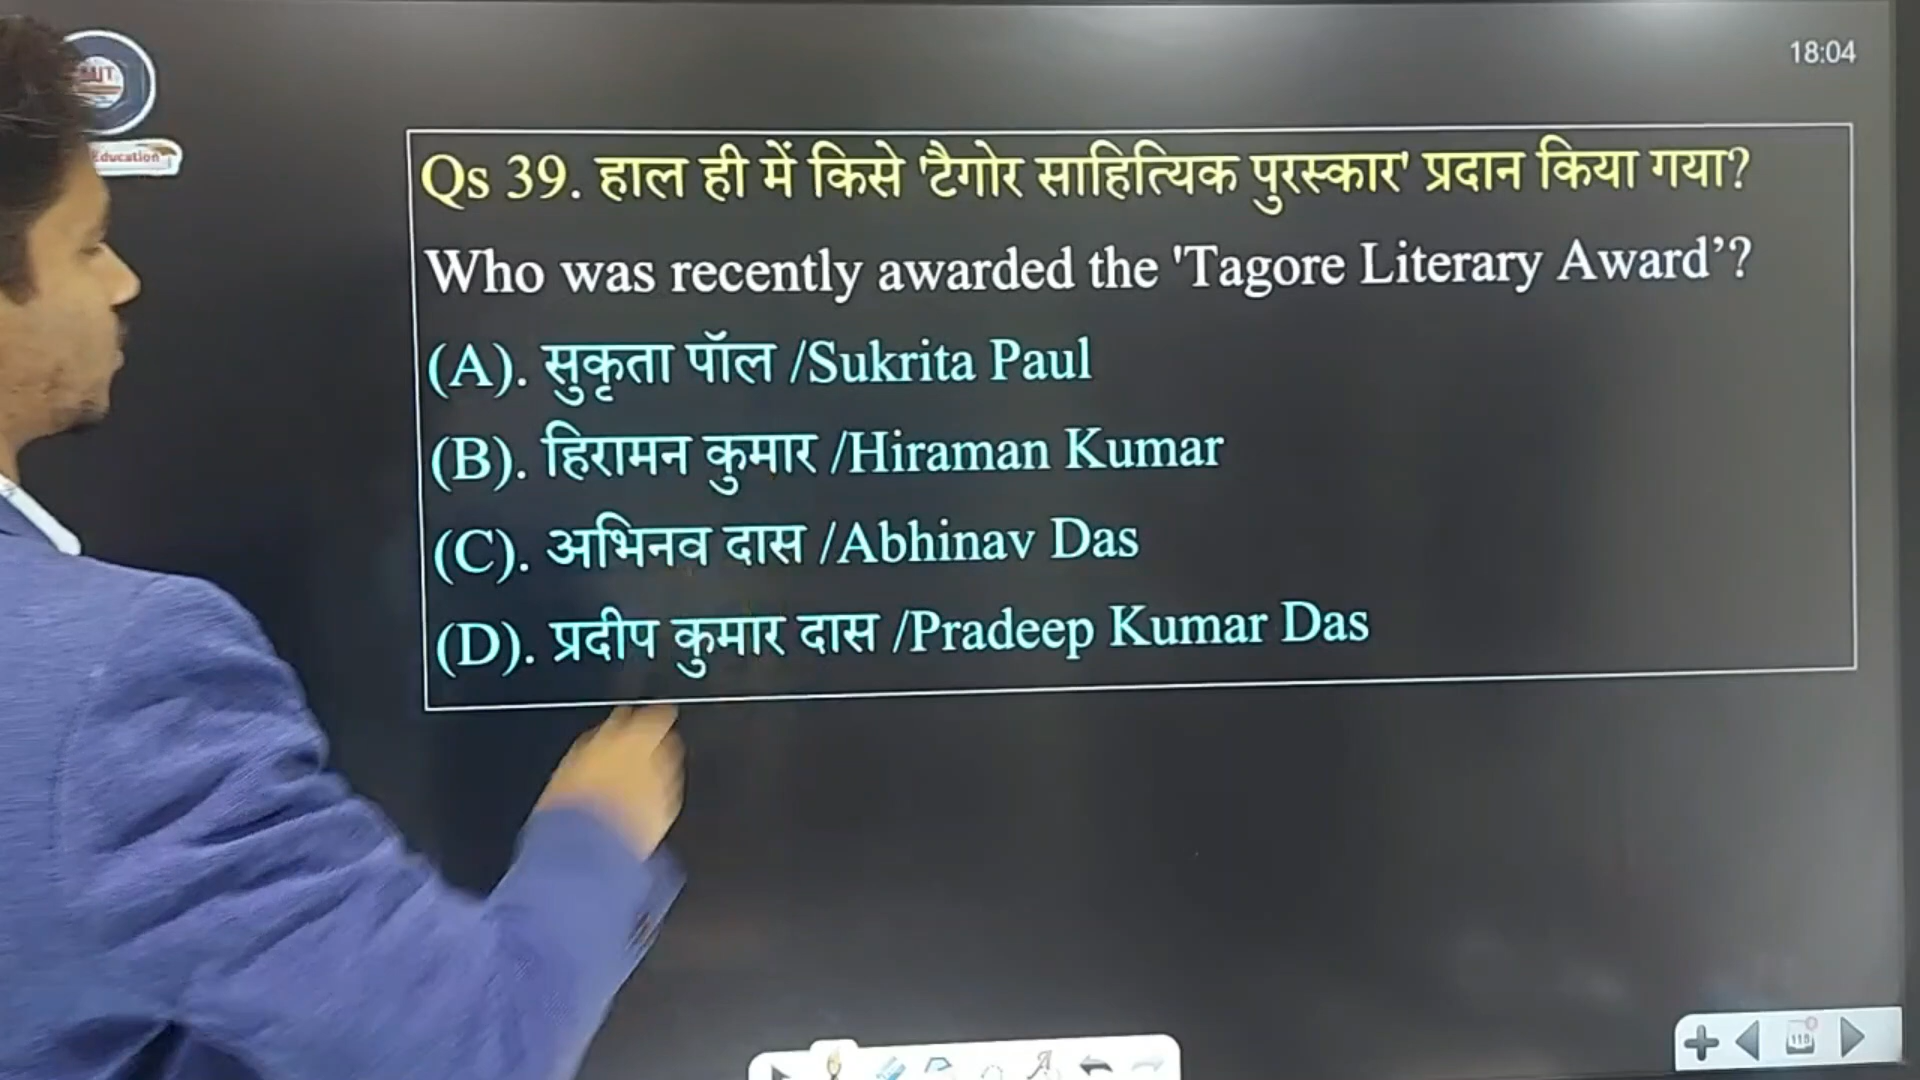 MJT
Education
18:04
Qs 39. हाल ही में किसे 'टैगोर साहित्यिक पुरस्कार' प्रदान किया गया?
Who was recently awarded the 'Tagore Literary Award’?
(A). सुकृता पॉल /Sukrita Paul
(B). हिरामन कुमार /Hiraman Kumar
(C). अभिनव दास /Abhinav Das
(D). प्रदीप कुमार दास /Pradeep Kumar Das